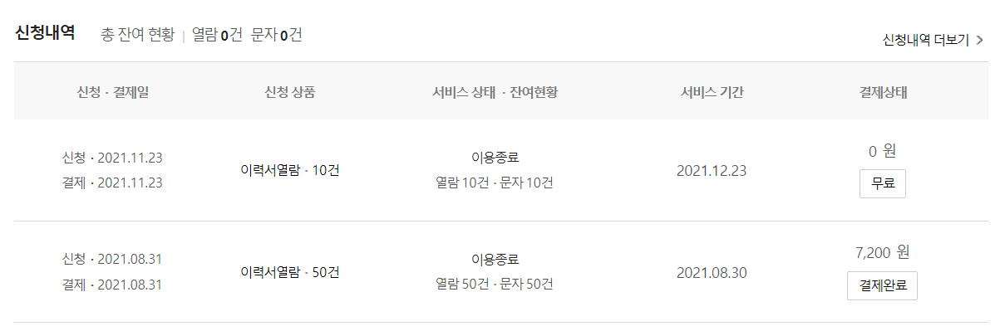 신청내역 총 잔여 현황 | 열람 0건 문자 0건
신청내역 더보기 >
신청 · 결제일 신청 상품 서비스 상태 · 잔여현황 서비스 기간 결제상태
신청 · 2021.11.23
결제 · 2021.11.23
이력서열람 · 10건
이용종료
열람 10건 · 문자 10건
2021.12.23
0 원
무료
신청 · 2021.08.31
결제 · 2021.08.31
이력서열람 · 50건
이용종료
열람 50건 · 문자 50건
2021.08.30
7,200 원
결제완료